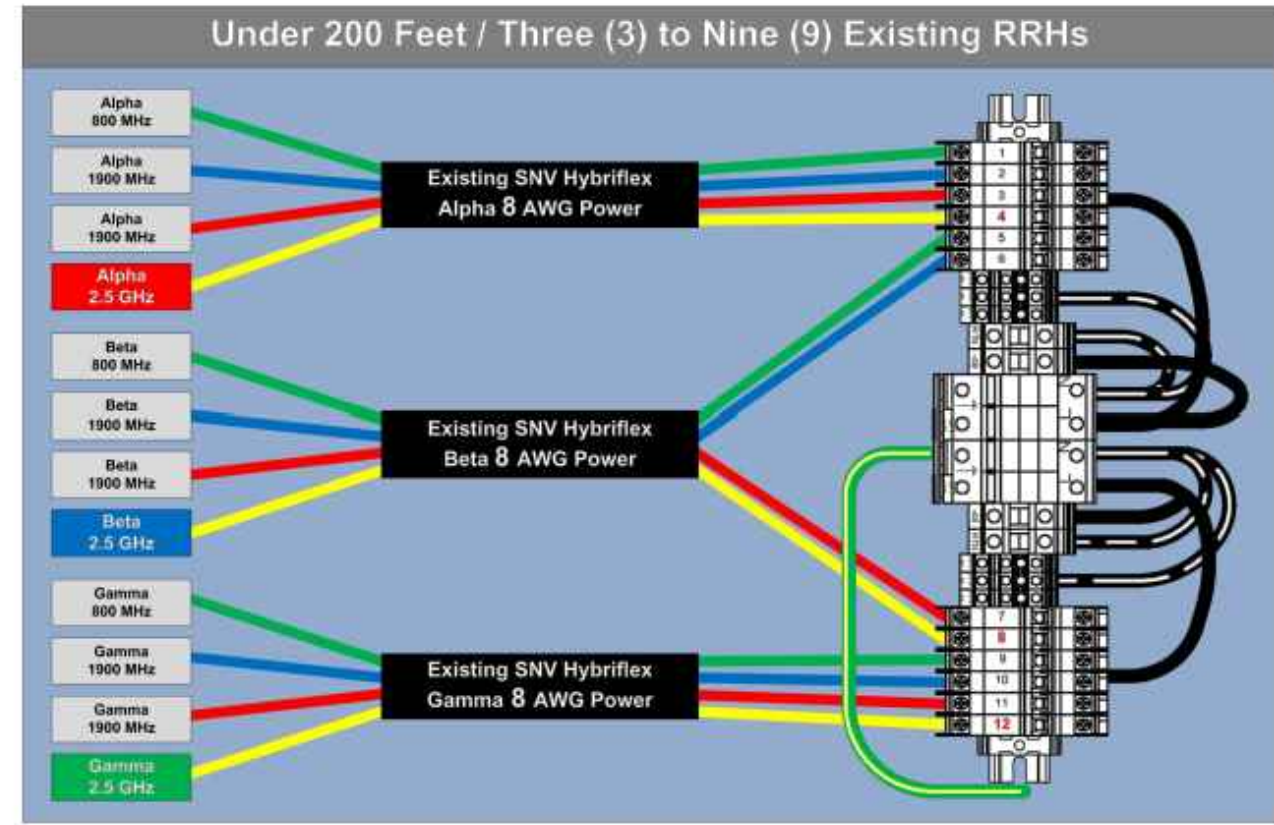 Under 200 Feet / Three (3) to Nine (9) Existing RRHs
Alpha
800 MHz
Alpha
1900 MHz
Alpha
1900 MHz
Alpha
2.5 GHz
Existing SNV Hybriflex
Alpha 8 AWG Power
Beta
800 MHz
Beta
1900 MHz
Beta
1900 MHz
Beta
2.5 GHz
Existing SNV Hybriflex
Beta 8 AWG Power
Gamma
800 MHz
Gamma
1900 MHz
Gamma
1900 MHz
Gamma
2.5 GHz
Existing SNV Hybriflex
Gamma 8 AWG Power
1
2
3
4
5
6
N
L
N
L
7
8
9
10
11
12